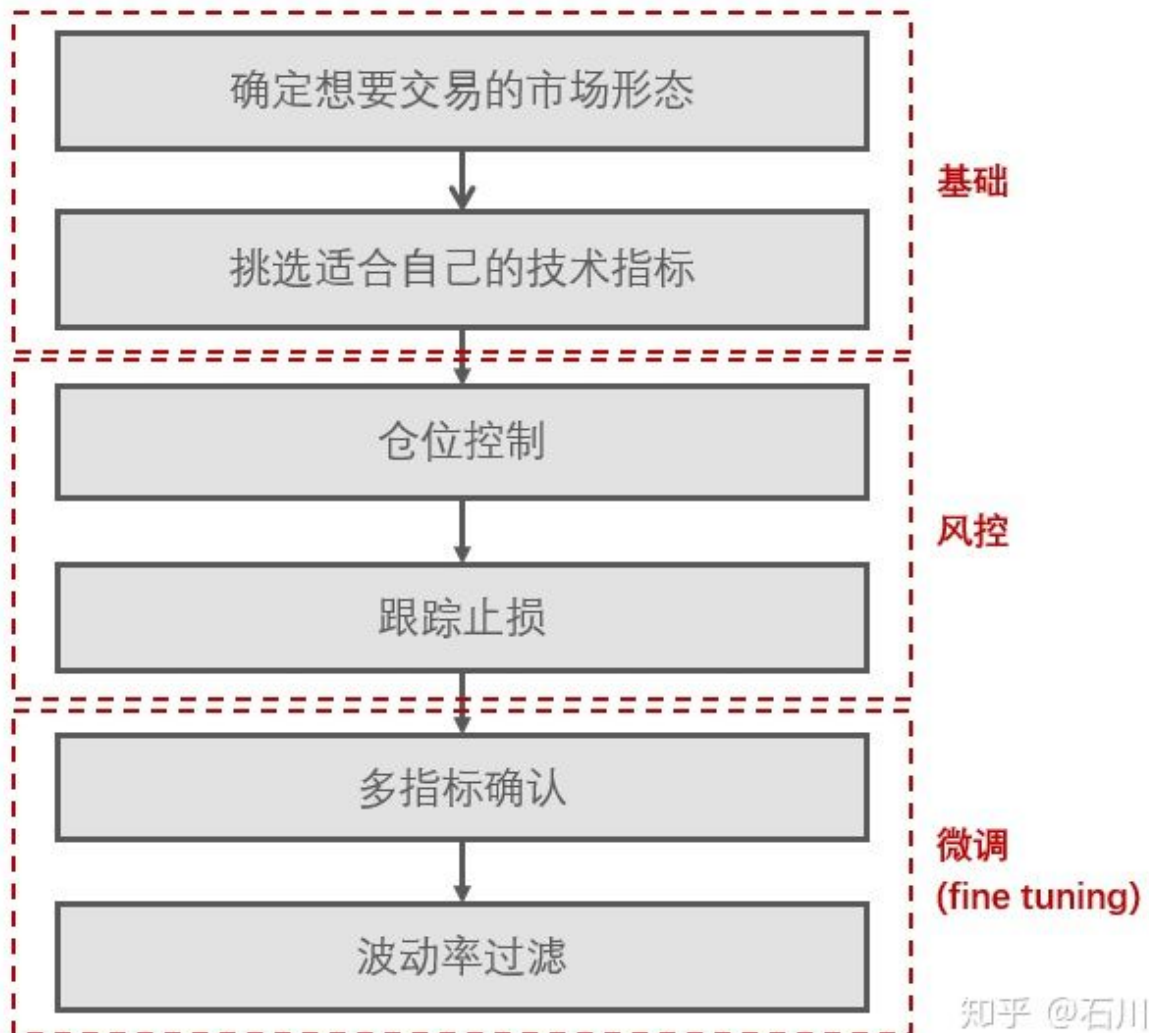 确定想要交易的市场形态
挑选适合自己的技术指标
基础
仓位控制
跟踪止损
风控
多指标确认
波动率过滤
微调
(fine tuning)
知乎 @石川